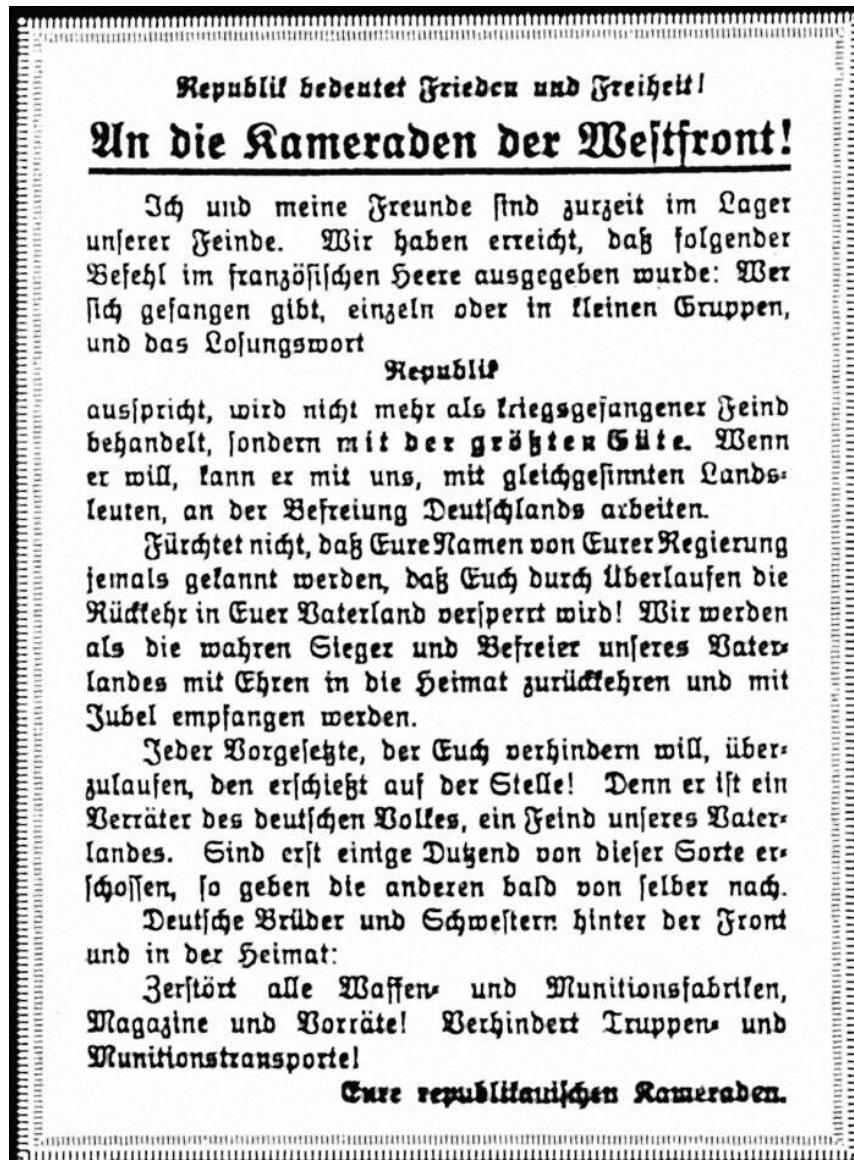 Republik bedeutet Frieden und Freiheit!
An die Kameraden der Westfront!
Ich und meine Freunde sind zurzeit im Lager
unserer Feinde. Wir haben erreicht, daß folgender
Befehl im französischen Heere ausgegeben wurde: Wer
sich gefangen gibt, einzeln oder in kleinen Gruppen,
und das Losungswort
Republik
ausspricht, wird nicht mehr als kriegsgefangener Feind
behandelt, sondern mit der größten Güte. Wenn
er will, kann er mit uns, mit gleichgesinnten Lands-
leuten, an der Befreiung Deutschlands arbeiten.
Fürchtet nicht, daß Eure Namen von Eurer Regierung
jemals gekannt werden, daß Euch durch Überlaufen die
Rückkehr in Euer Vaterland versperrt wird! Wir werden
als die wahren Sieger und Befreier unseres Vater-
landes mit Ehren in die Heimat zurückkehren und mit
Jubel empfangen werden.
Jeder Vorgesetzte, der Euch verhindern will, über-
zulaufen, den erschießt auf der Stelle! Denn er ist ein
Verräter des deutschen Volkes, ein Feind unseres Vater-
landes. Sind erst einige Dutzend von dieser Sorte er-
schossen, so geben die anderen bald von selber nach.
Deutsche Brüder und Schwestern hinter der Front
und in der Heimat:
Zerstört alle Waffen- und Munitionsfabriken,
Magazine und Vorräte! Verhindert Truppen- und
Munitionstransporte!
Eure republikanischen Kameraden.